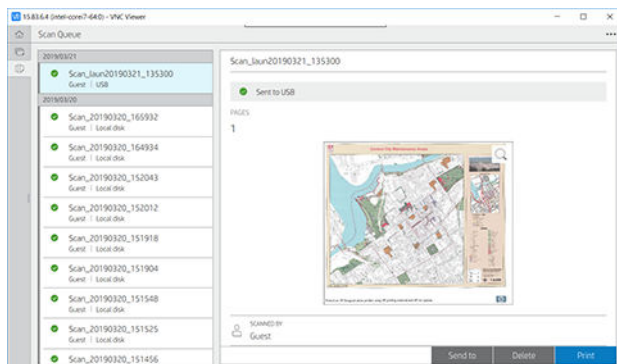 15.83.6.4 (intel-corei7-64:0) - VNC Viewer
Scan Queue
2019/03/21
Scan_laun20190321_135300
Guest | USB
2019/03/20
Scan_20190320_165932
Guest | Local disk
Scan_20190320_164934
Guest | Local disk
Scan_20190320_152043
Guest | Local disk
Scan_20190320_152012
Guest | Local disk
Scan_20190320_151918
Guest | Local disk
Scan_20190320_151904
Guest | Local disk
Scan_20190320_151548
Guest | Local disk
Scan_20190320_151525
Guest | Local disk
Scan_20190320_151456
Scan_laun20190321_135300
Sent to USB
PAGES
1
SCANNED BY
Guest
Send to
Delete
Print